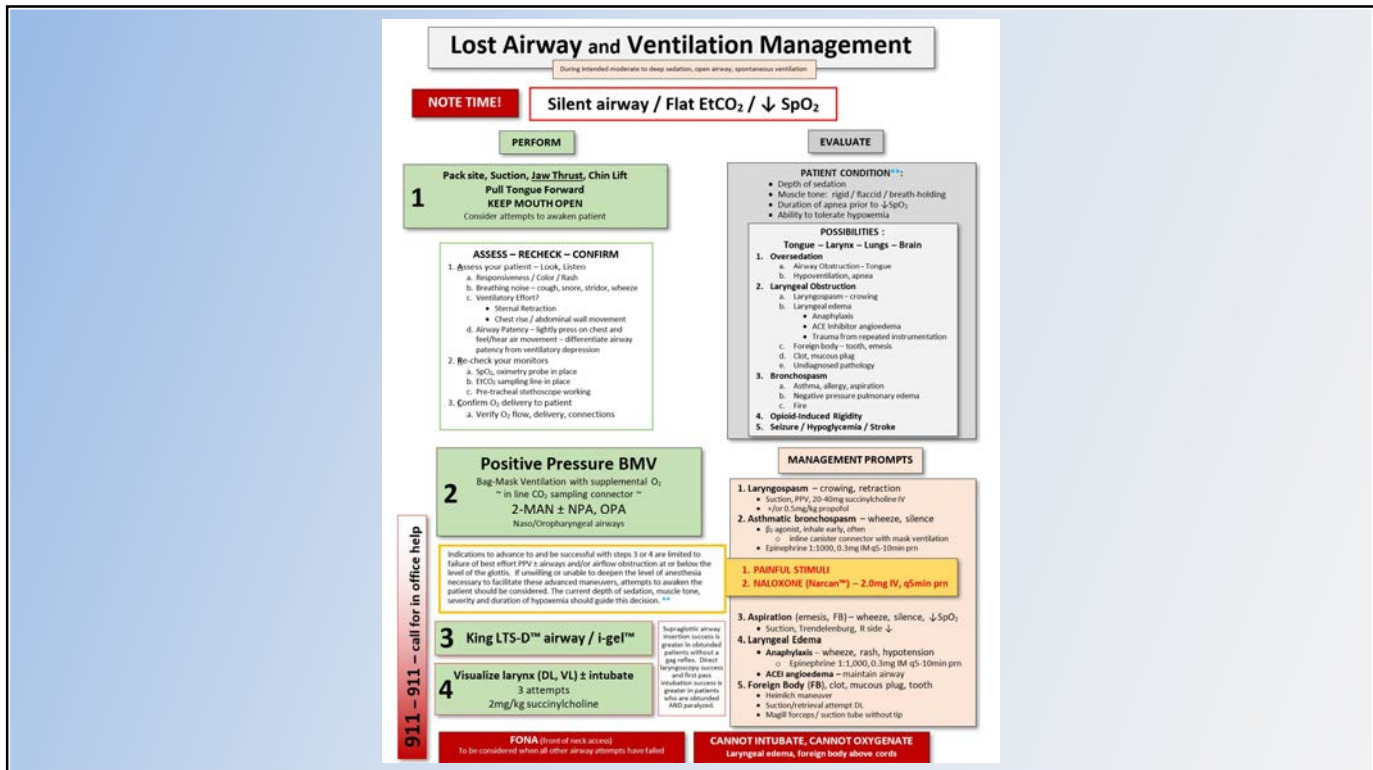 Lost Airway and Ventilation Management
During intended moderate to deep sedation, open airway, spontaneous ventilation
NOTE TIME!
Silent airway / Flat EtCO₂ / ↓ SpO₂
PERFORM
1
Pack site, Suction, Jaw Thrust, Chin Lift
Pull Tongue Forward
KEEP MOUTH OPEN
Consider attempts to awaken patient
ASSESS – RECHECK – CONFIRM
1. Assess your patient – Look, Listen
a. Responsiveness / Color / Rash
b. Breathing noise – cough, snore, stridor, wheeze
c. Ventilatory Effort?
• Sternal Retraction
• Chest rise / abdominal wall movement
d. Airway Patency – lightly press on chest and
feel/hear air movement – differentiate airway
patency from ventilatory depression
2. Re-check your monitors
a. SpO₂, oximetry probe in place
b. EtCO₂ sampling line in place
c. Pre-tracheal stethoscope working
3. Confirm O₂ delivery to patient
a. Verify O₂ flow, delivery, connections
EVALUATE
PATIENT CONDITION**:
• Depth of sedation
• Muscle tone: rigid / flaccid / breath-holding
• Duration of apnea prior to ↓SpO₂
• Ability to tolerate hypoxemia
POSSIBILITIES :
Tongue – Larynx – Lungs – Brain
1. Oversedation
a. Airway Obstruction – Tongue
b. Hypoventilation, apnea
2. Laryngeal Obstruction
a. Laryngospasm – crowing
b. Laryngeal edema
• Anaphylaxis
• ACE Inhibitor angioedema
• Trauma from repeated instrumentation
c. Foreign body – tooth, emesis
d. Clot, mucous plug
e. Undiagnosed pathology
3. Bronchospasm
a. Asthma, allergy, aspiration
b. Negative pressure pulmonary edema
c. Fire
4. Opioid-Induced Rigidity
5. Seizure / Hypoglycemia / Stroke
2
Positive Pressure BMV
Bag-Mask Ventilation with supplemental O₂
~ in line CO₂ sampling connector ~
2-MAN ± NPA, OPA
Naso/Oropharyngeal airways
911 – 911 – call for in office help
Indications to advance to and be successful with steps 3 or 4 are limited to
failure of best effort PPV ± airways and/or airflow obstruction at or below the
level of the glottis. If unwilling or unable to deepen the level of anesthesia
necessary to facilitate these advanced maneuvers, attempts to awaken the
patient should be considered. The current depth of sedation, muscle tone,
severity and duration of hypoxemia should guide this decision. **
3 King LTS-D™ airway / i-gel™
4
Visualize larynx (DL, VL) ± intubate
3 attempts
2mg/kg succinylcholine
Supraglottic airway
insertion success is
greater in obtunded
patients without a
gag reflex. Direct
laryngoscopy success
and first pass
intubation success is
greater in patients
who are obtunded
AND paralyzed.
MANAGEMENT PROMPTS
1. Laryngospasm – crowing, retraction
• Suction, PPV, 20-40mg succinylcholine IV
• +/or 0.5mg/kg propofol
2. Asthmatic bronchospasm – wheeze, silence
• β₂ agonist, inhale early, often
o inline canister connector with mask ventilation
• Epinephrine 1:1000, 0.3mg IM q5-10min prn
1. PAINFUL STIMULI
2. NALOXONE (Narcan™) – 2.0mg IV, q5min prn
3. Aspiration (emesis, FB) – wheeze, silence, ↓SpO₂
• Suction, Trendelenburg, R side ↓
4. Laryngeal Edema
• Anaphylaxis – wheeze, rash, hypotension
o Epinephrine 1:1,000, 0.3mg IM q5-10min prn
• ACEI angioedema – maintain airway
5. Foreign Body (FB), clot, mucous plug, tooth
• Heimlich maneuver
• Suction/retrieval attempt DL
• Magill forceps / suction tube without tip
FONA (front of neck access)
To be considered when all other airway attempts have failed
CANNOT INTUBATE, CANNOT OXYGENATE
Laryngeal edema, foreign body above cords